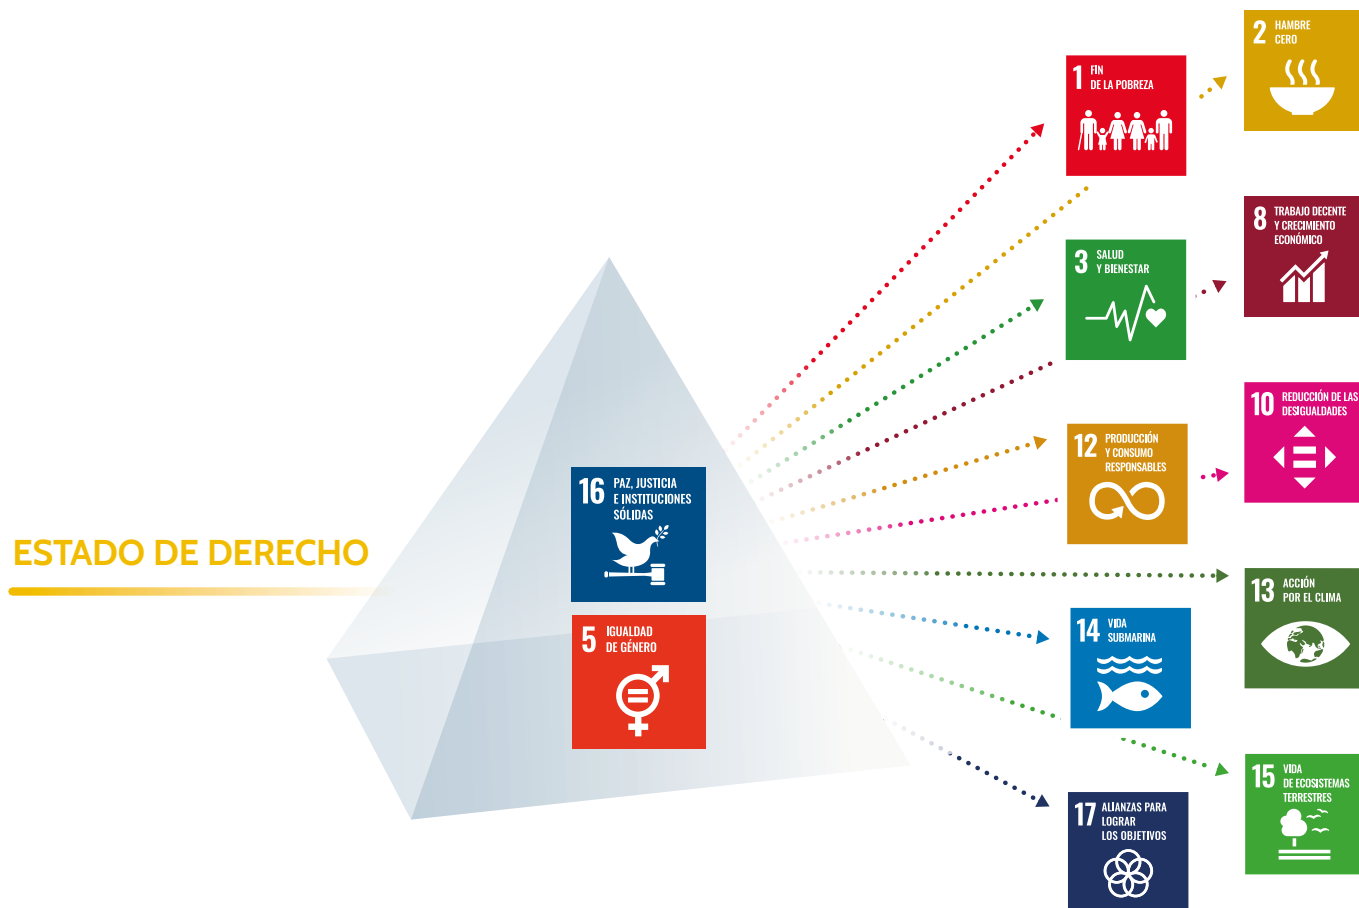 ESTADO DE DERECHO
16 PAZ, JUSTICIA
E INSTITUCIONES
SÓLIDAS
5 IGUALDAD
DE GÉNERO
1 FIN
DE LA POBREZA
2 HAMBRE
CERO
3 SALUD
Y BIENESTAR
8 TRABAJO DECENTE
Y CRECIMIENTO
ECONÓMICO
12 PRODUCCIÓN
Y CONSUMO
RESPONSABLES
10 REDUCCIÓN DE LAS
DESIGUALDADES
13 ACCIÓN
POR EL CLIMA
14 VIDA
SUBMARINA
15 VIDA
DE ECOSISTEMAS
TERRESTRES
17 ALIANZAS PARA
LOGRAR
LOS OBJETIVOS